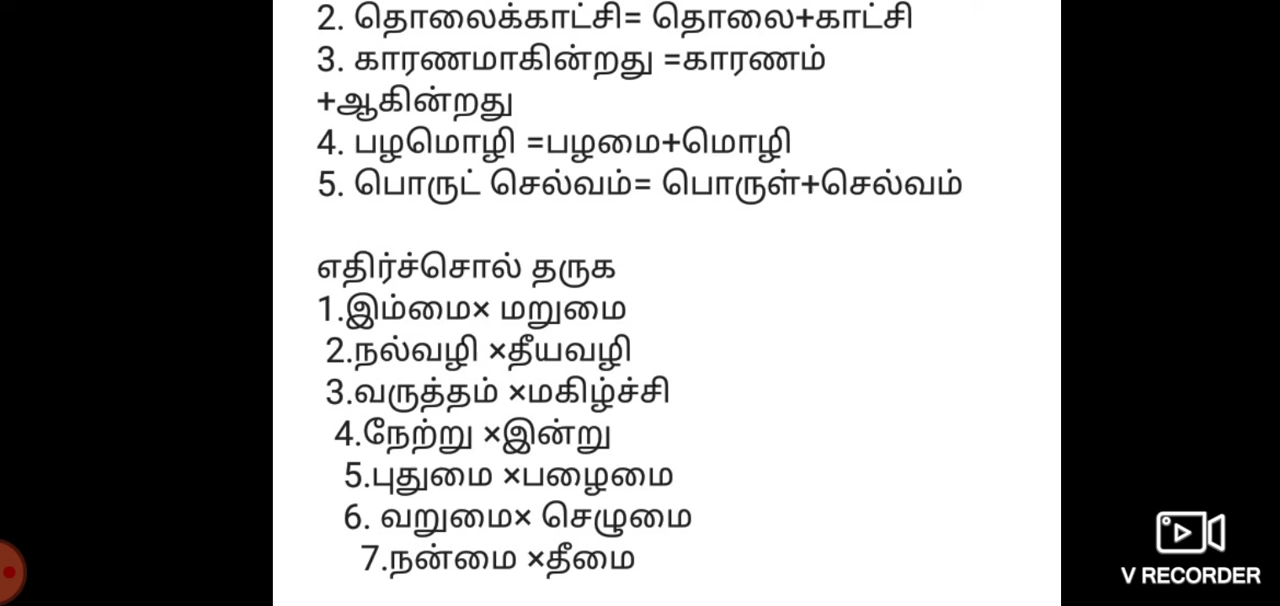 2. தொலைக்காட்சி= தொலை+காட்சி
3. காரணமாகின்றது =காரணம்
+ஆகின்றது
4. பழமொழி =பழமை+மொழி
5. பொருட் செல்வம்= பொருள்+செல்வம்
எதிர்ச்சொல் தருக
1.இம்மை× மறுமை
2.நல்வழி ×தீயவழி
3.வருத்தம் ×மகிழ்ச்சி
4.நேற்று ×இன்று
5.புதுமை ×பழைமை
6. வறுமை× செழுமை
7.நன்மை ×தீமை
V RECORDER